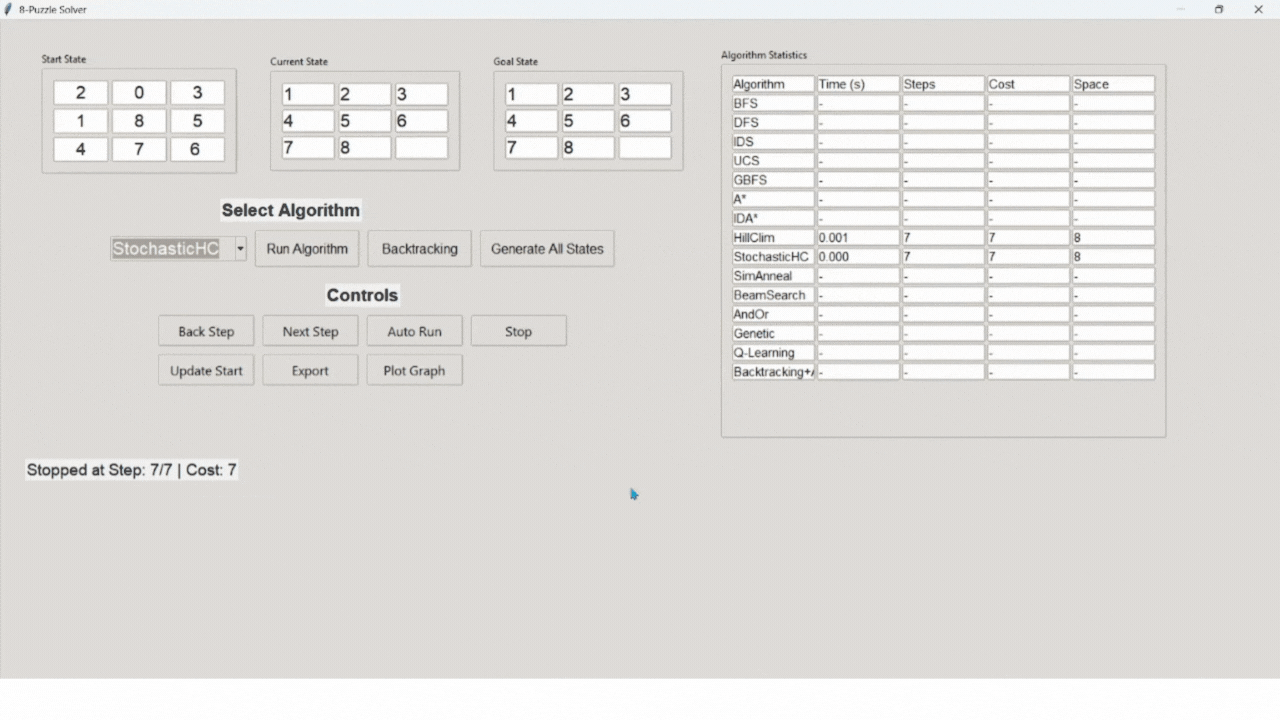 8-Puzzle Solver
Start State
2 0 3
1 8 5
4 7 6
Current State
1 2 3
4 5 6
7 8
Goal State
1 2 3
4 5 6
7 8
Select Algorithm
StochasticHC Run Algorithm Backtracking Generate All States
Controls
Back Step Next Step Auto Run Stop
Update Start Export Plot Graph
Stopped at Step: 7/7 | Cost: 7
Algorithm Statistics
Algorithm Time (s) Steps Cost Space
BFS - - - -
DFS - - - -
IDS - - - -
UCS - - - -
GBFS - - - -
A* - - - -
IDA* - - - -
HillClim 0.001 7 7 8
StochasticHC 0.000 7 7 8
SimAnneal - - - -
BeamSearch - - - -
AndOr - - - -
Genetic - - - -
Q-Learning - - - -
Backtracking+ - - - -